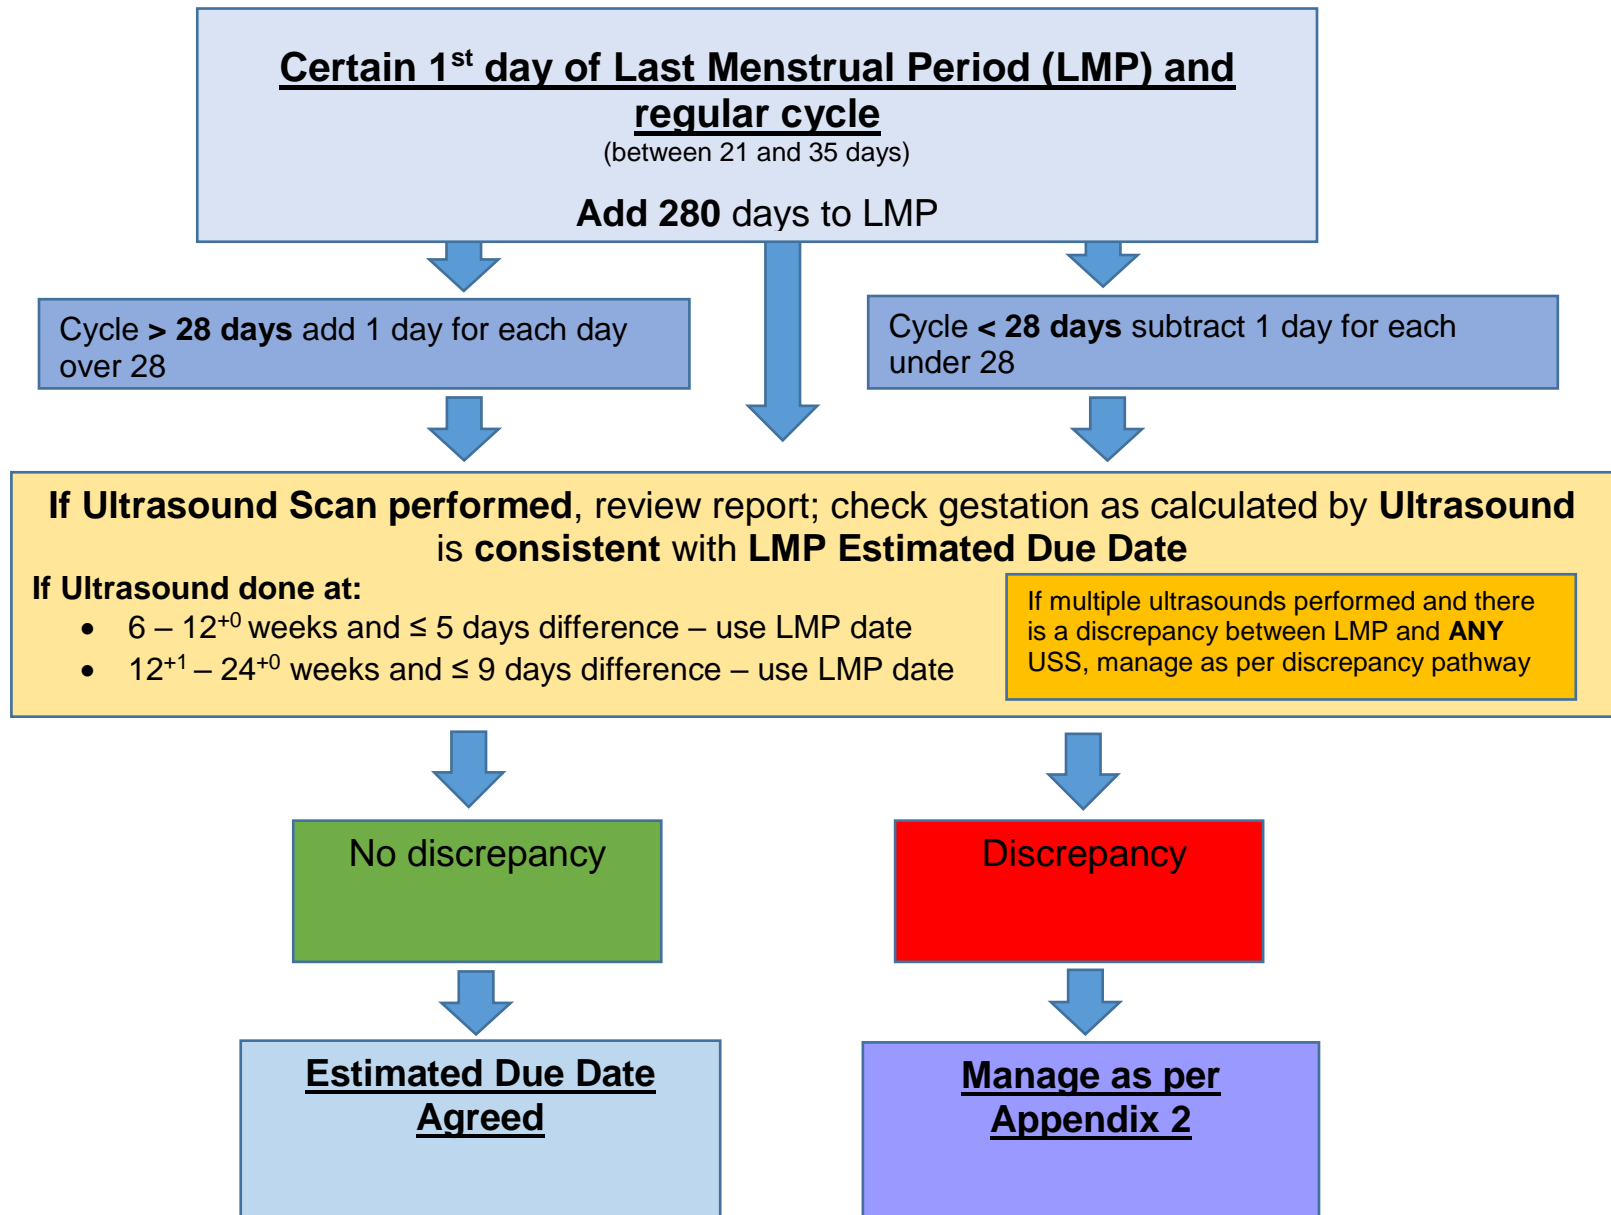 Certain 1st day of Last Menstrual Period (LMP) and
regular cycle
(between 21 and 35 days)
Add 280 days to LMP
Cycle > 28 days add 1 day for each day
over 28
Cycle < 28 days subtract 1 day for each
under 28
If Ultrasound Scan performed, review report; check gestation as calculated by Ultrasound
is consistent with LMP Estimated Due Date
If Ultrasound done at:
• 6 – 12+0 weeks and ≤ 5 days difference – use LMP date
• 12+1 – 24+0 weeks and ≤ 9 days difference – use LMP date
If multiple ultrasounds performed and there
is a discrepancy between LMP and ANY
USS, manage as per discrepancy pathway
No discrepancy
Discrepancy
Estimated Due Date
Agreed
Manage as per
Appendix 2